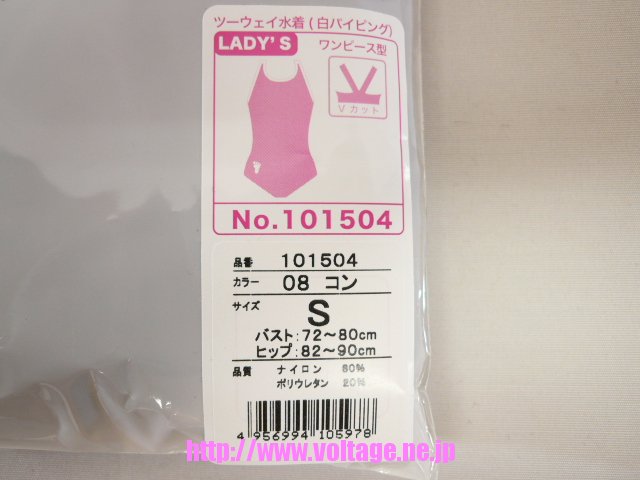 ツーウェイ水着(白パイピング)
LADY'S ワンピース型
Vカット
No.101504
品番 101504
カラー 08 コン
サイズ S
バスト:72~80cm
ヒップ:82~90cm
品質 ナイロン 80%
ポリウレタン 20%
4 956994 105978
http://www.voltage.ne.jp